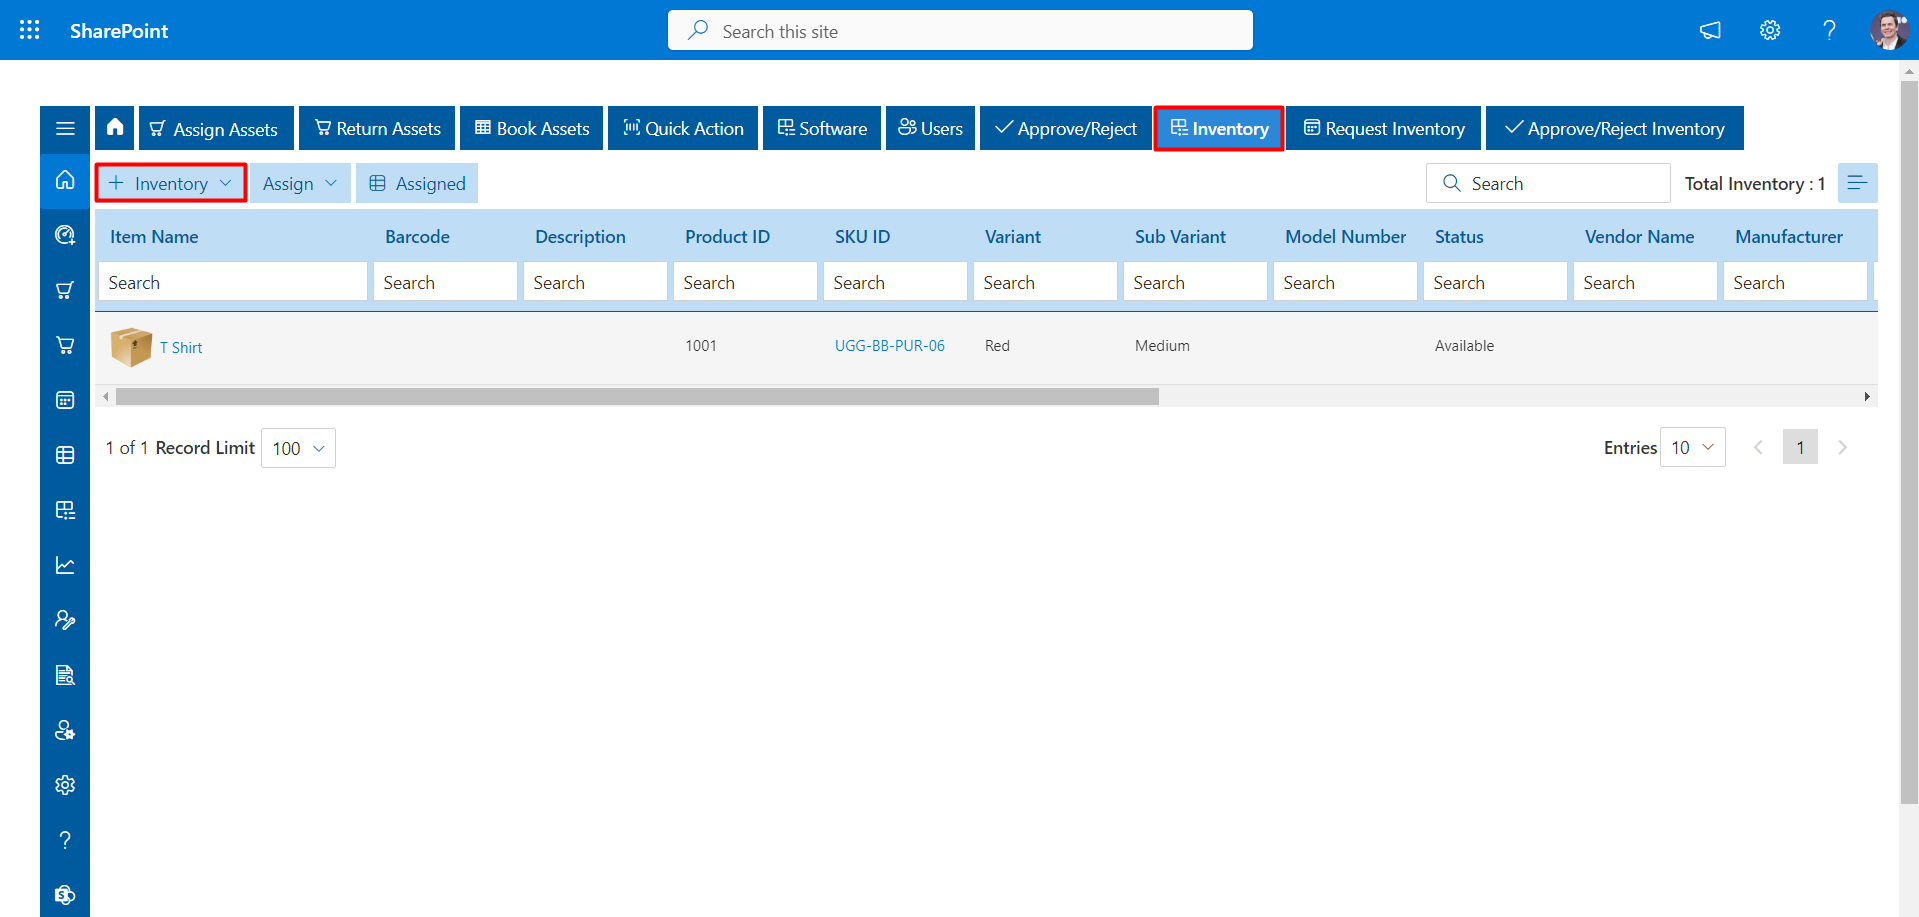 SharePoint
Search this site
Assign Assets
Return Assets
Book Assets
Quick Action
Software
Users
Approve/Reject
Inventory
Request Inventory
Approve/Reject Inventory
Inventory
Assign
Assigned
Search
Total Inventory : 1
Item Name Barcode Description Product ID SKU ID Variant Sub Variant Model Number Status Vendor Name Manufacturer
Search Search Search Search Search Search Search Search Search Search Search
T Shirt 1001 UGG-BB-PUR-06 Red Medium Available
1 of 1 Record Limit 100
Entries 10
1